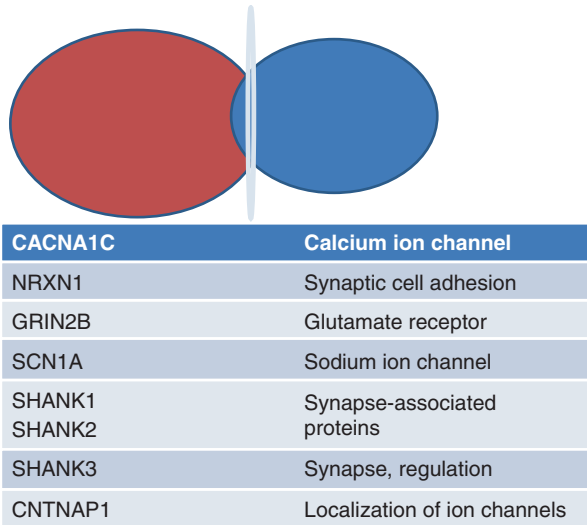 CACNA1C Calcium ion channel
NRXN1 Synaptic cell adhesion
GRIN2B Glutamate receptor
SCN1A Sodium ion channel
SHANK1 Synapse-associated
SHANK2 proteins
SHANK3 Synapse, regulation
CNTNAP1 Localization of ion channels